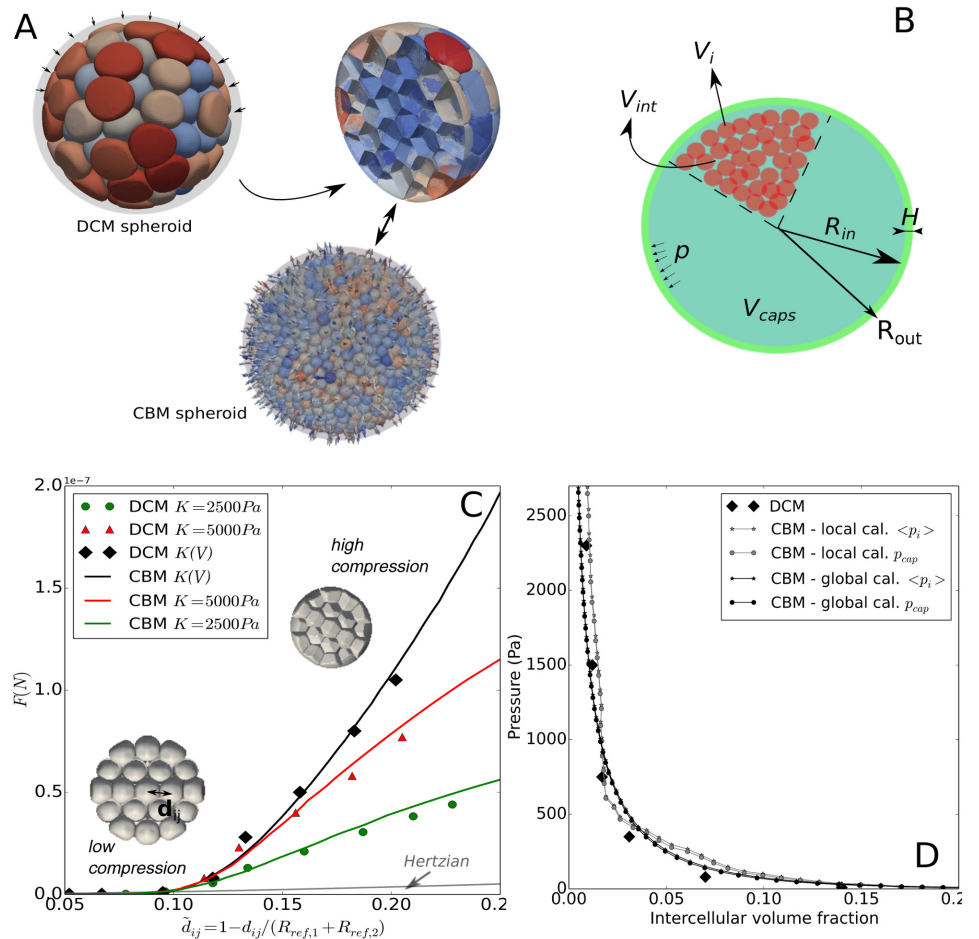 A
DCM spheroid
CBM spheroid
B
V_i
V_int
H
R_in
p
V_caps
R_out
1e-7
C
2.0
1.5
1.0
0.5
0.0
F(N)
DCM K=2500Pa
DCM K=5000Pa
DCM K(V)
CBM K(V)
CBM K=5000Pa
CBM K=2500Pa
high
compression
d_ij
low
compression
Hertzian
0.05 0.10 0.15 0.20 0.2
d̃_ij=1−d_ij/(R_ref,1+R_ref,2)
D
2500
2000
1500
1000
500
0
Pressure (Pa)
DCM
CBM - local cal. <p_i>
CBM - local cal. p_cap
CBM - global cal. <p_i>
CBM - global cal. p_cap
0.00 0.05 0.10 0.15 0.2
Intercellular volume fraction